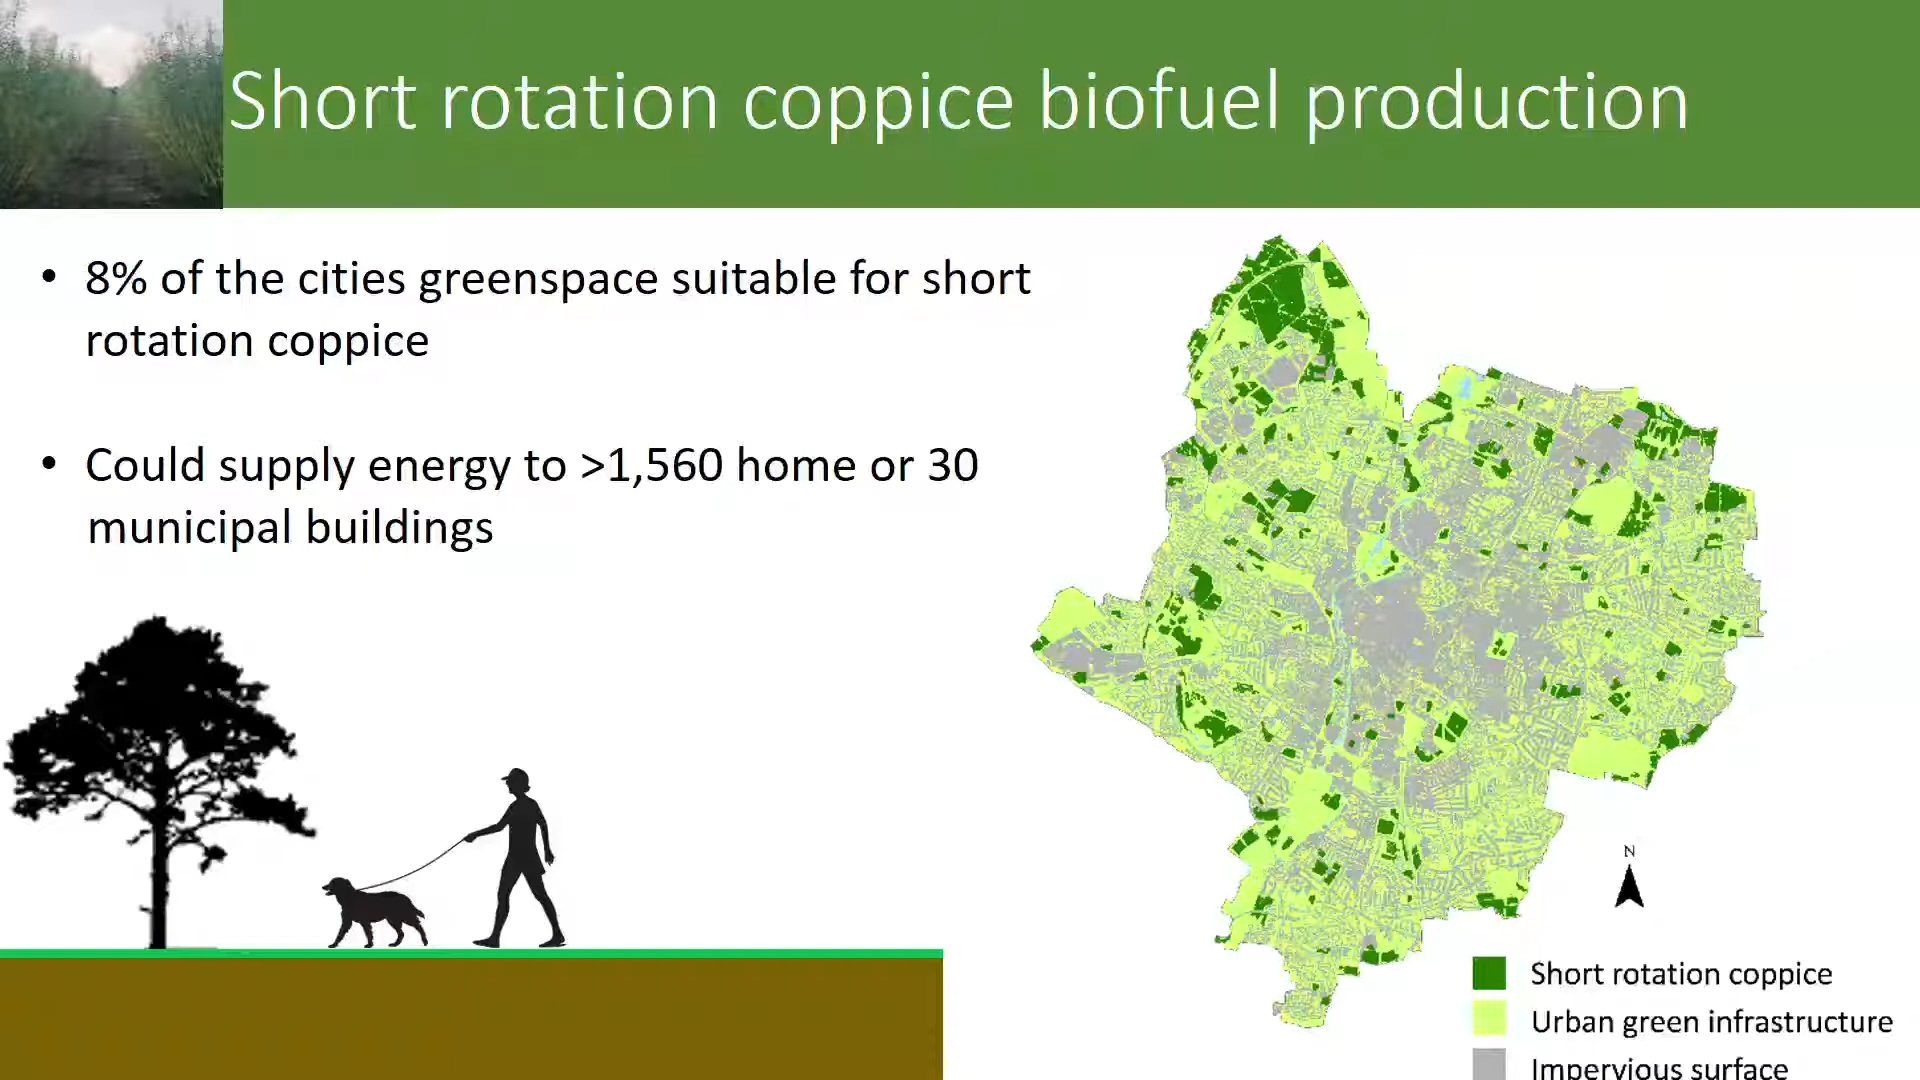 Short rotation coppice biofuel production
• 8% of the cities greenspace suitable for short
rotation coppice
• Could supply energy to >1,560 home or 30
municipal buildings
N
Short rotation coppice
Urban green infrastructure
Impervious surface